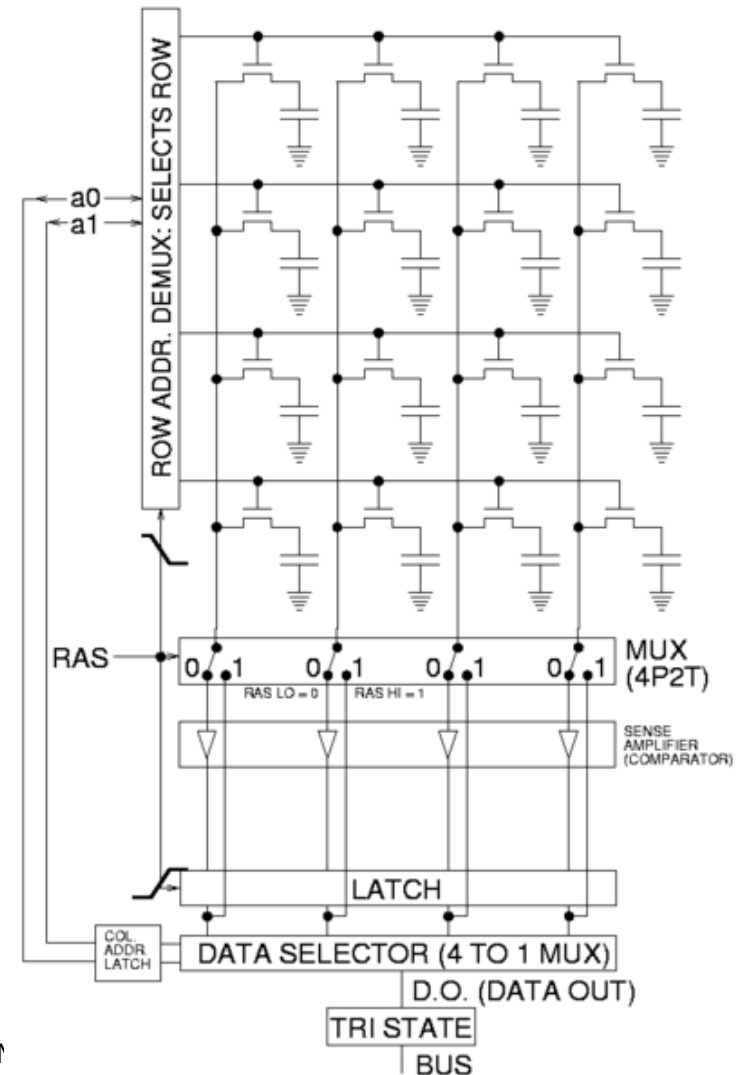 ROW ADDR. DEMUX: SELECTS ROW
a0
a1
RAS
0 1 0 1 0 1 0 1
MUX
(4P2T)
RAS LO = 0 RAS HI = 1
SENSE
AMPLIFIER
(COMPARATOR)
LATCH
COL.
ADDR.
LATCH
DATA SELECTOR (4 TO 1 MUX)
D.O. (DATA OUT)
TRI STATE
BUS